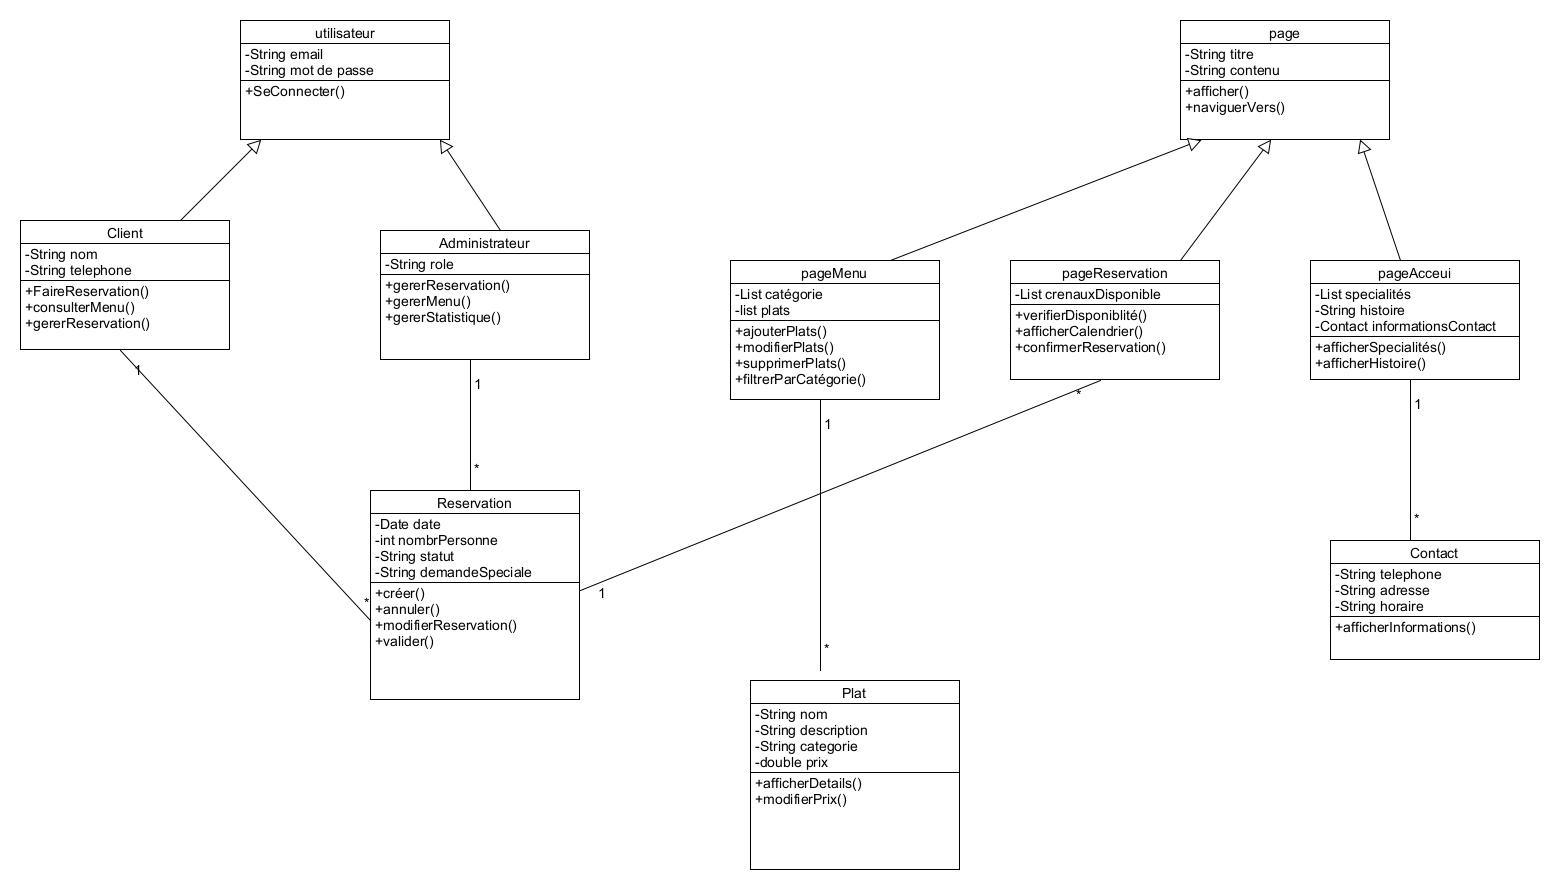 utilisateur
-String email
-String mot de passe
+SeConnecter()
page
-String titre
-String contenu
+afficher()
+naviguerVers()
Client
-String nom
-String telephone
+FaireReservation()
+consulterMenu()
+gererReservation()
1
*
Administrateur
-String role
+gererReservation()
+gererMenu()
+gererStatistique()
1
*
pageMenu
-List catégorie
-list plats
+ajouterPlats()
+modifierPlats()
+supprimerPlats()
+filtrerParCatégorie()
1
*
pageReservation
-List crenauxDisponible
+verifierDisponiblité()
+afficherCalendrier()
+confirmerReservation()
*
1
pageAcceui
-List specialités
-String histoire
-Contact informationsContact
+afficherSpecialités()
+afficherHistoire()
1
*
Reservation
-Date date
-int nombrPersonne
-String statut
-String demandeSpeciale
+créer()
+annuler()
+modifierReservation()
+valider()
Contact
-String telephone
-String adresse
-String horaire
+afficherInformations()
Plat
-String nom
-String description
-String categorie
-double prix
+afficherDetails()
+modifierPrix()